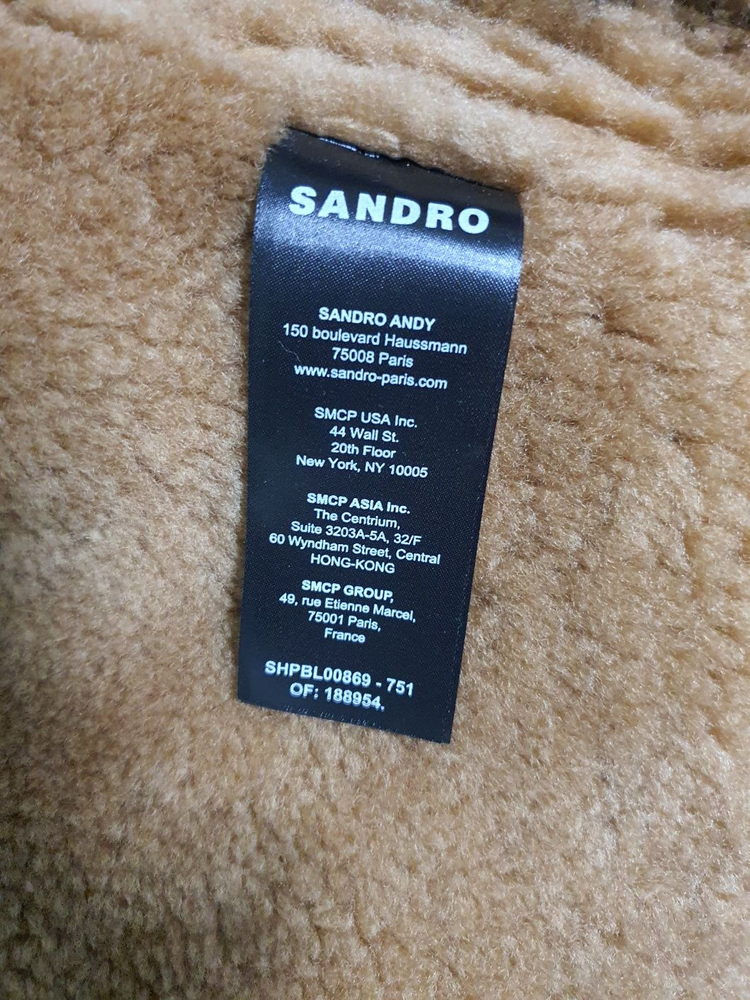 SANDRO
SANDRO ANDY
150 boulevard Haussmann
75008 Paris
www.sandro-paris.com
SMCP USA Inc.
44 Wall St.
20th Floor
New York, NY 10005
SMCP ASIA Inc.
The Centrium,
Suite 3203A-5A, 32/F
60 Wyndham Street, Central
HONG-KONG
SMCP GROUP,
49, rue Etienne Marcel,
75001 Paris,
France
SHPBL00869 - 751
OF: 188954.